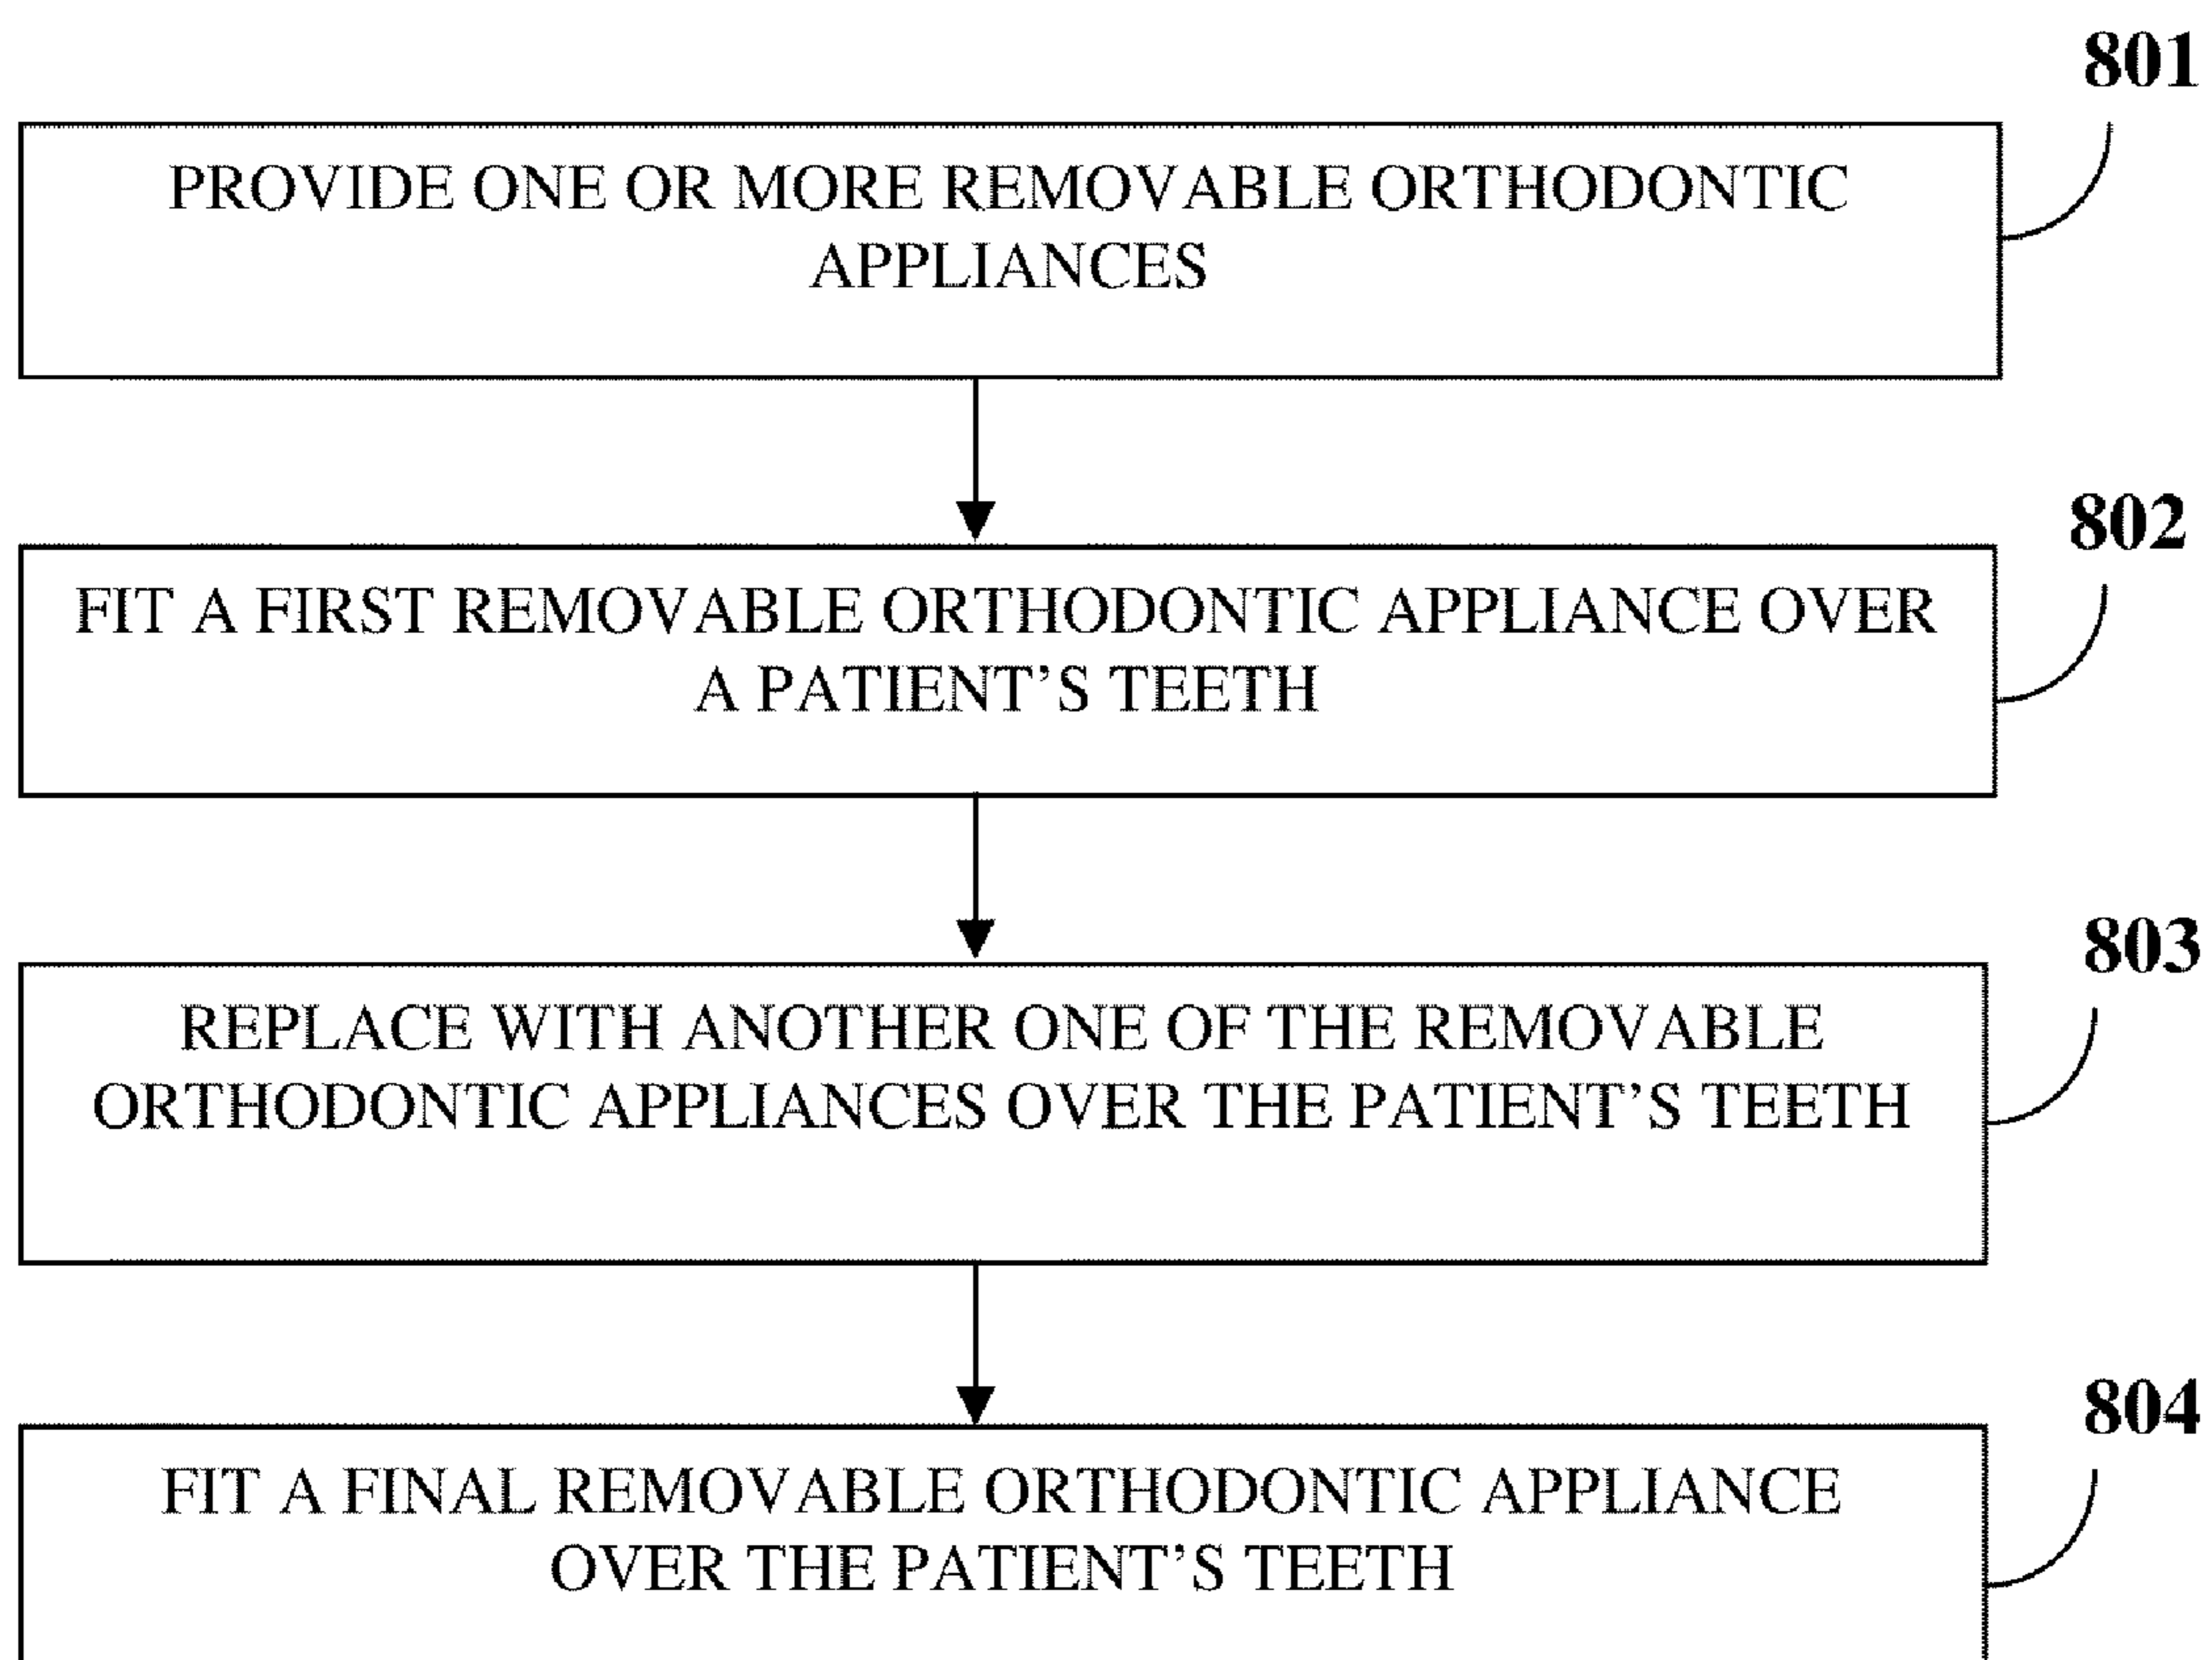 801
PROVIDE ONE OR MORE REMOVABLE ORTHODONTIC
APPLIANCES
802
FIT A FIRST REMOVABLE ORTHODONTIC APPLIANCE OVER
A PATIENT’S TEETH
803
REPLACE WITH ANOTHER ONE OF THE REMOVABLE
ORTHODONTIC APPLIANCES OVER THE PATIENT’S TEETH
804
FIT A FINAL REMOVABLE ORTHODONTIC APPLIANCE
OVER THE PATIENT’S TEETH